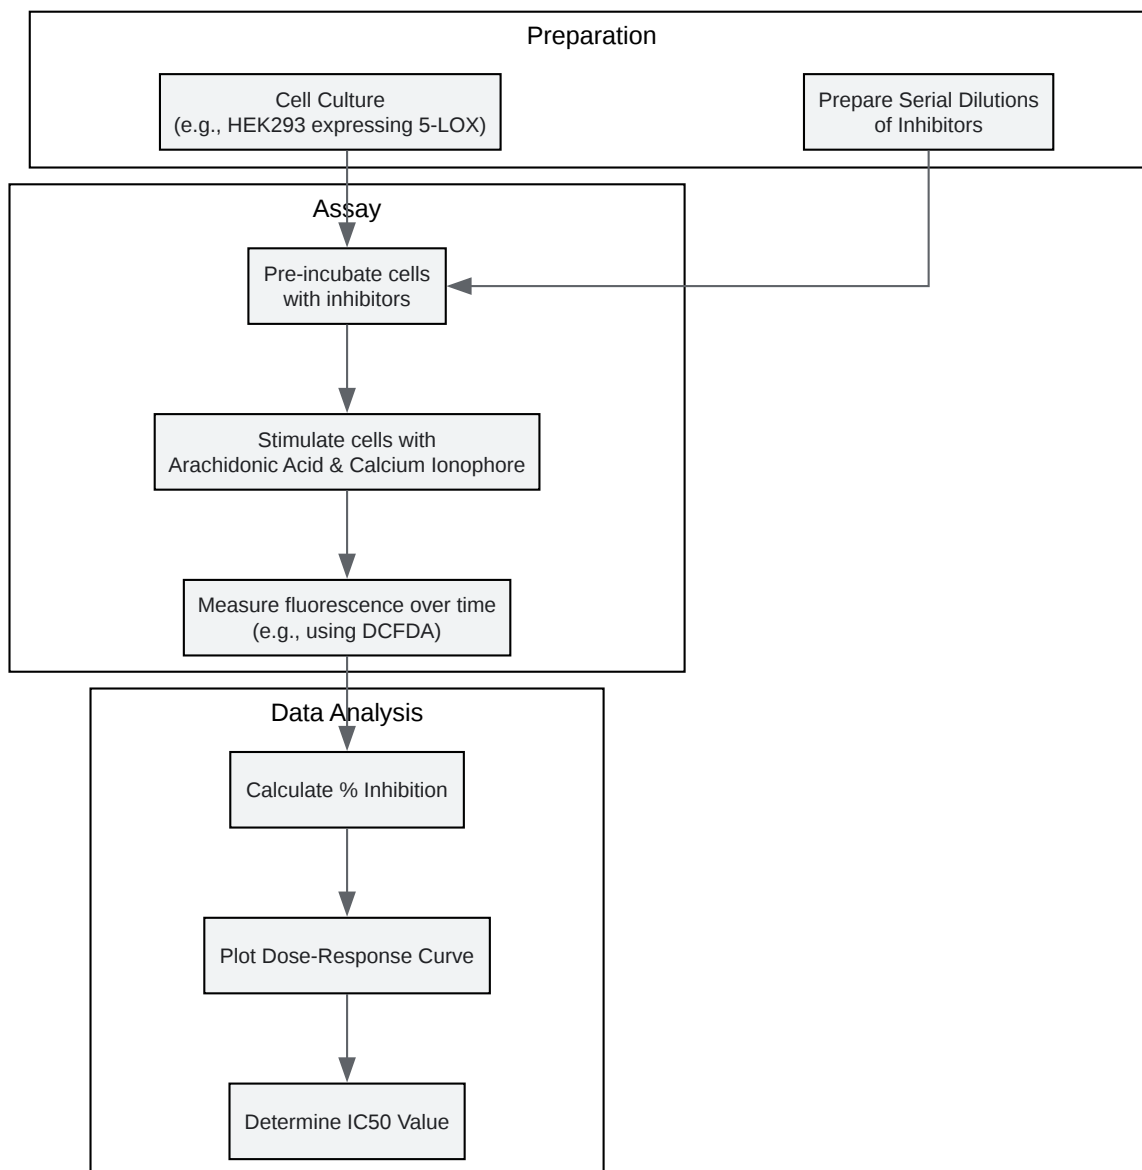 Preparation
Cell Culture
(e.g., HEK293 expressing 5-LOX)
Prepare Serial Dilutions
of Inhibitors
Assay
Pre-incubate cells
with inhibitors
Stimulate cells with
Arachidonic Acid & Calcium Ionophore
Measure fluorescence over time
(e.g., using DCFDA)
Data Analysis
Calculate % Inhibition
Plot Dose-Response Curve
Determine IC50 Value